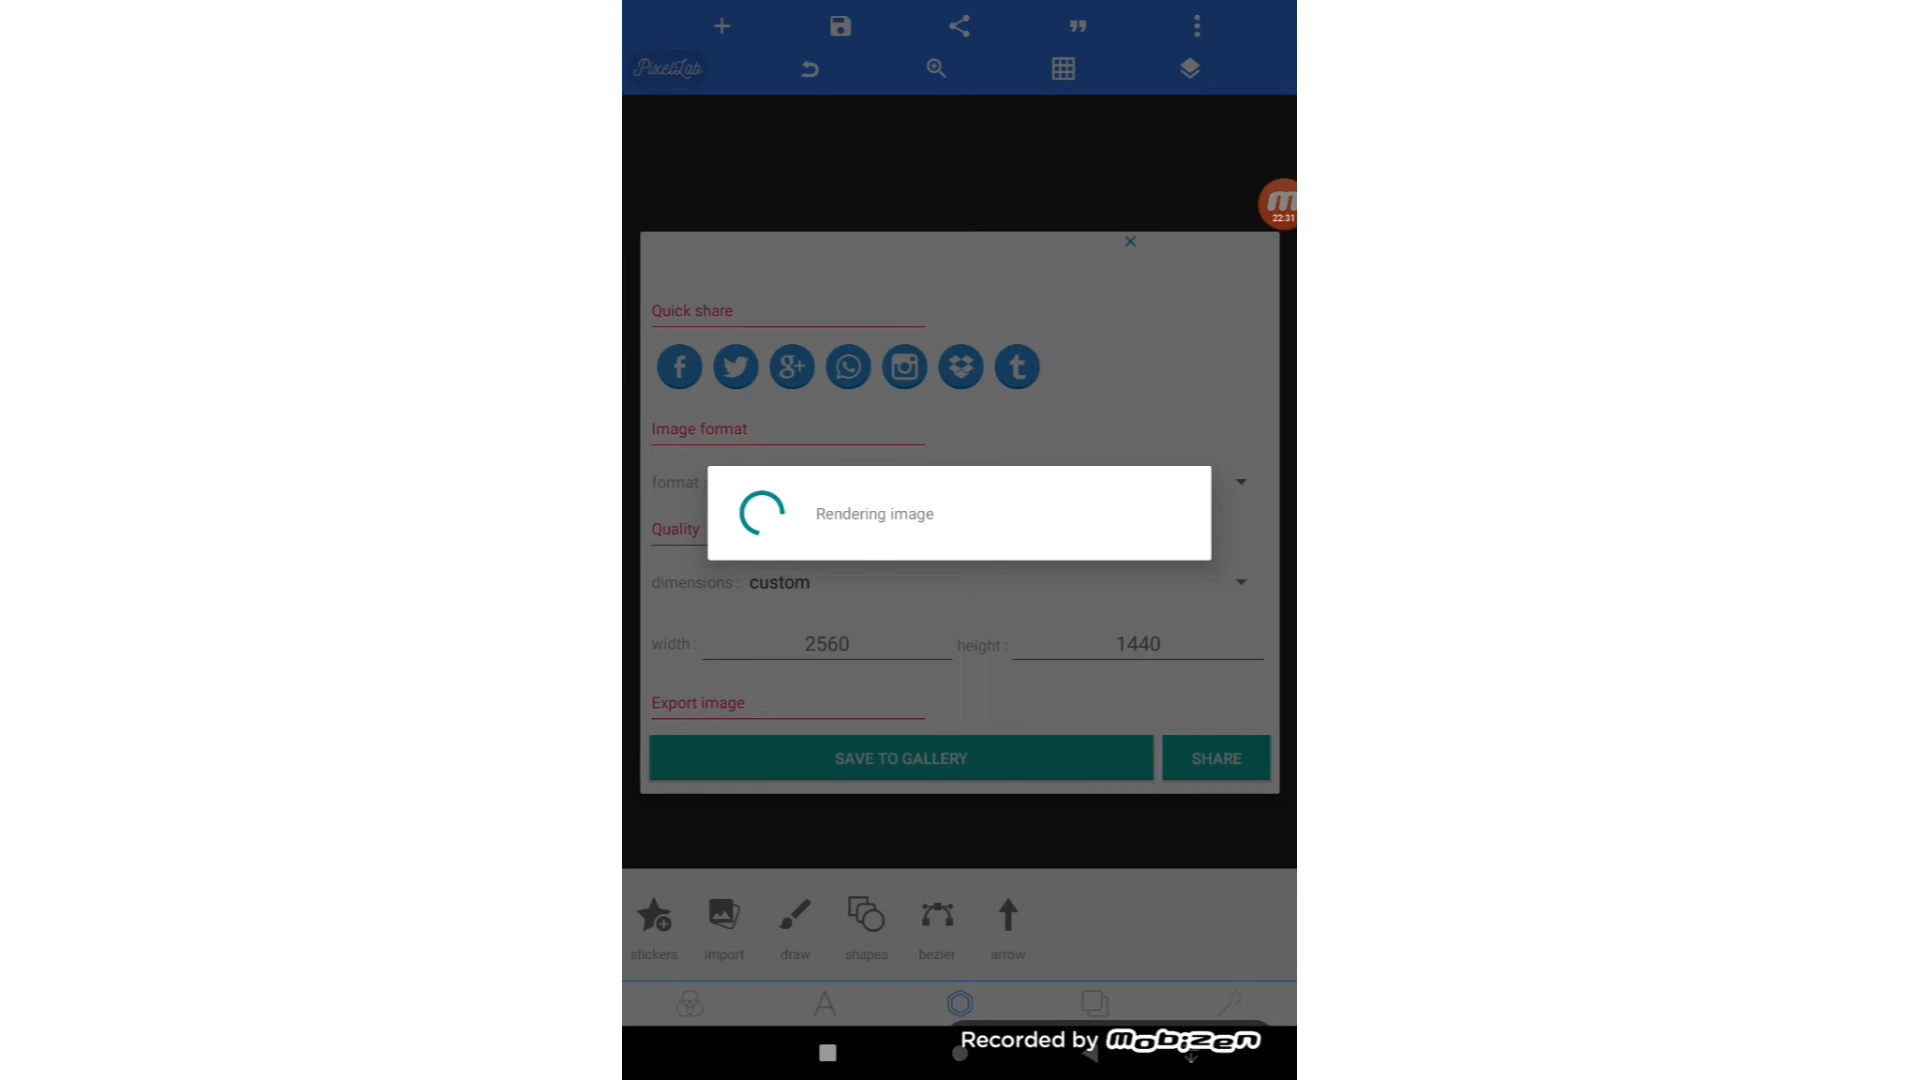 PixelLab
22:31
Quick share
f g+ t
Image format
format :
Rendering image
Quality
dimensions : custom
width : 2560 height : 1440
Export image
SAVE TO GALLERY SHARE
stickers import draw shapes bezier arrow
A
Recorded by mobizen